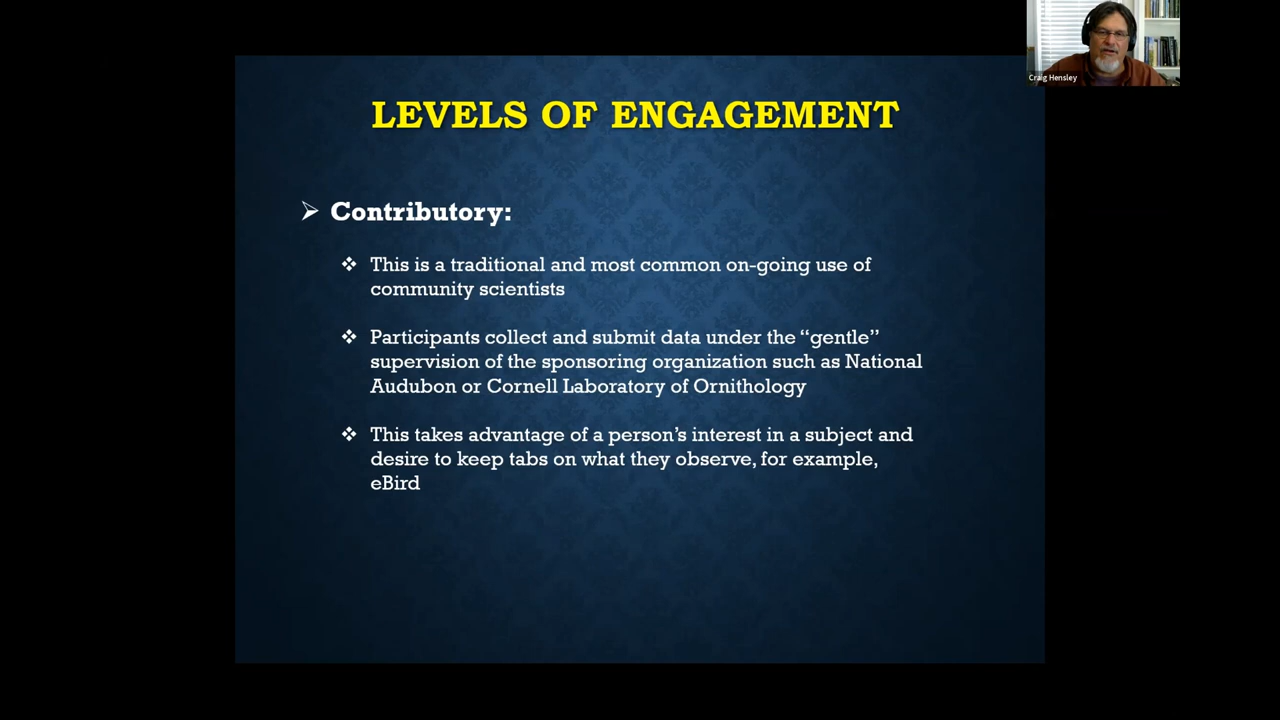 Craig Hensley
LEVELS OF ENGAGEMENT
Contributory:
This is a traditional and most common on-going use of
community scientists
Participants collect and submit data under the “gentle”
supervision of the sponsoring organization such as National
Audubon or Cornell Laboratory of Ornithology
This takes advantage of a person’s interest in a subject and
desire to keep tabs on what they observe, for example,
eBird